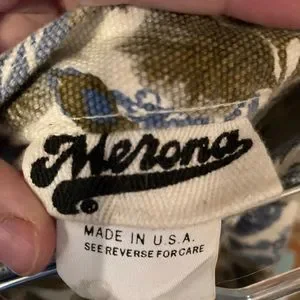 Merona
®
MADE IN U.S.A.
SEE REVERSE FOR CARE